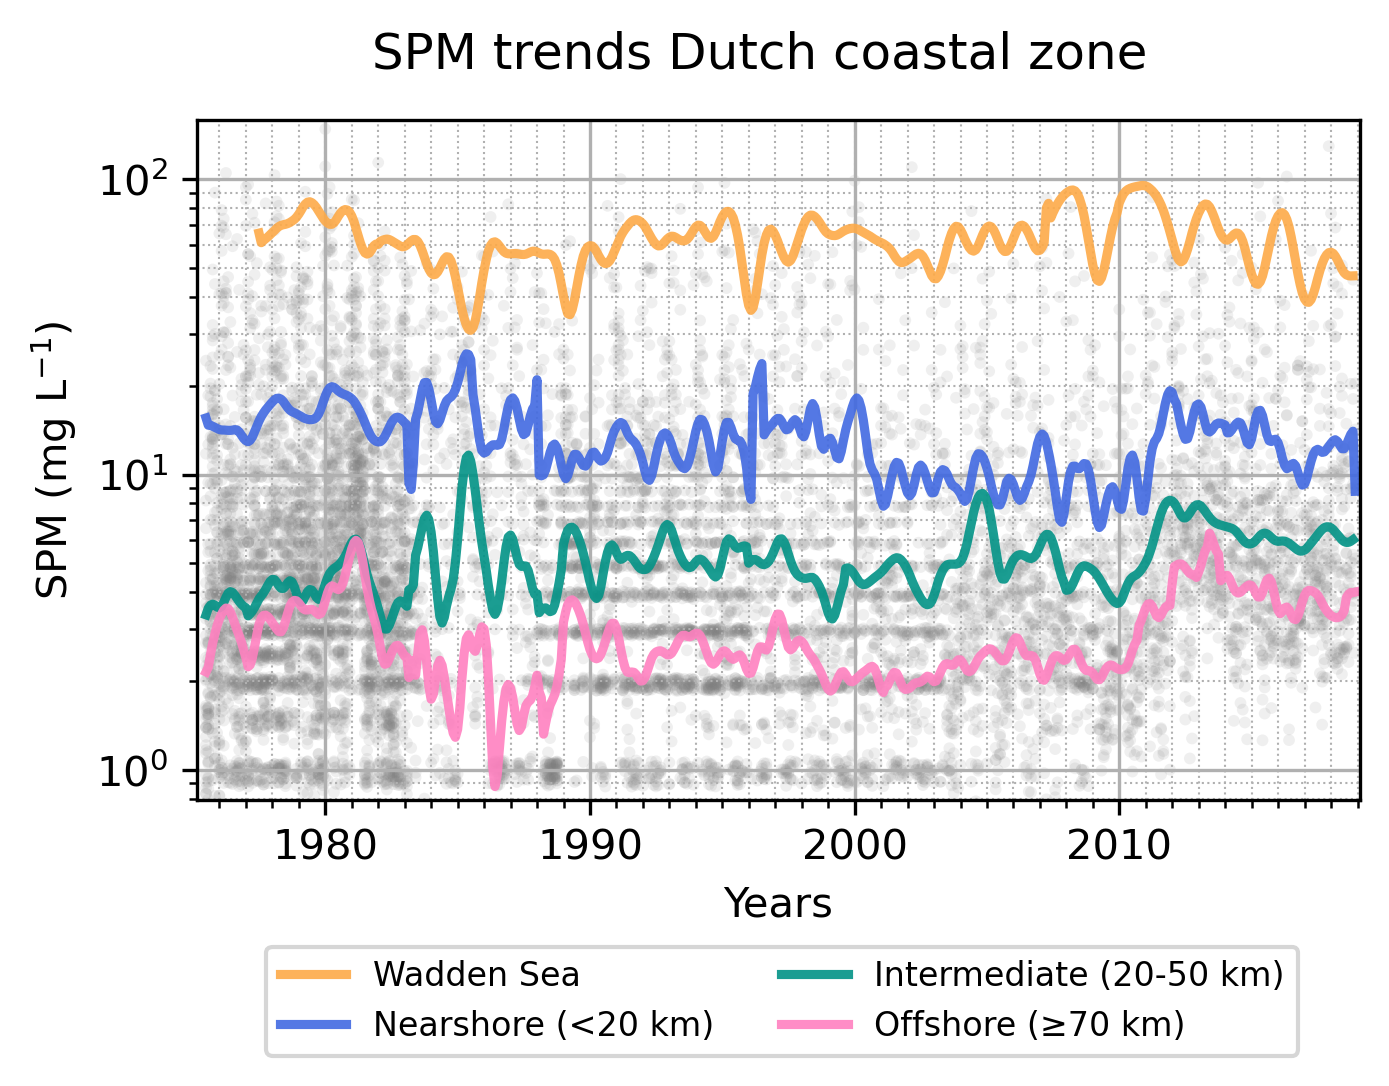 SPM trends Dutch coastal zone
SPM (mg L⁻¹)
10²
10¹
10⁰
1980 1990 2000 2010
Years
Wadden Sea
Nearshore (<20 km)
Intermediate (20-50 km)
Offshore (≥70 km)